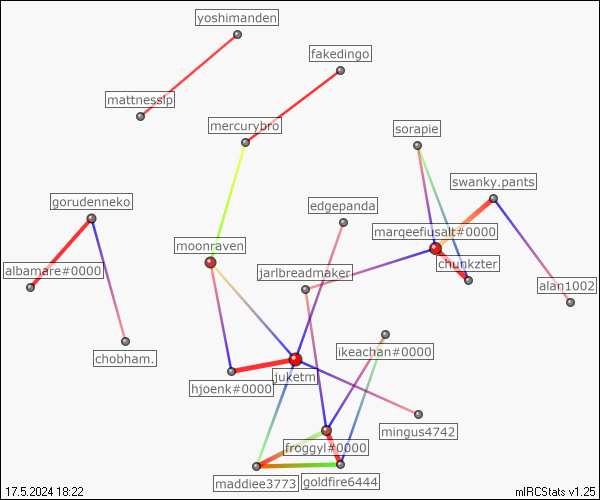 yoshimanden
fakedingo
mattnesslp
mercurybro
sorapie
swanky.pants
gorudenneko
edgepanda
marqeefiusalt#0000
moonraven
chunkzter
albamare#0000
jarlbreadmaker
alan1002
ikeachan#0000
chobham.
juketml
hjoenk#0000
mingus4742
froggyl#0000
maddiee3773
goldfire6444
17.5.2024 18:22
mIRCStats v1.25